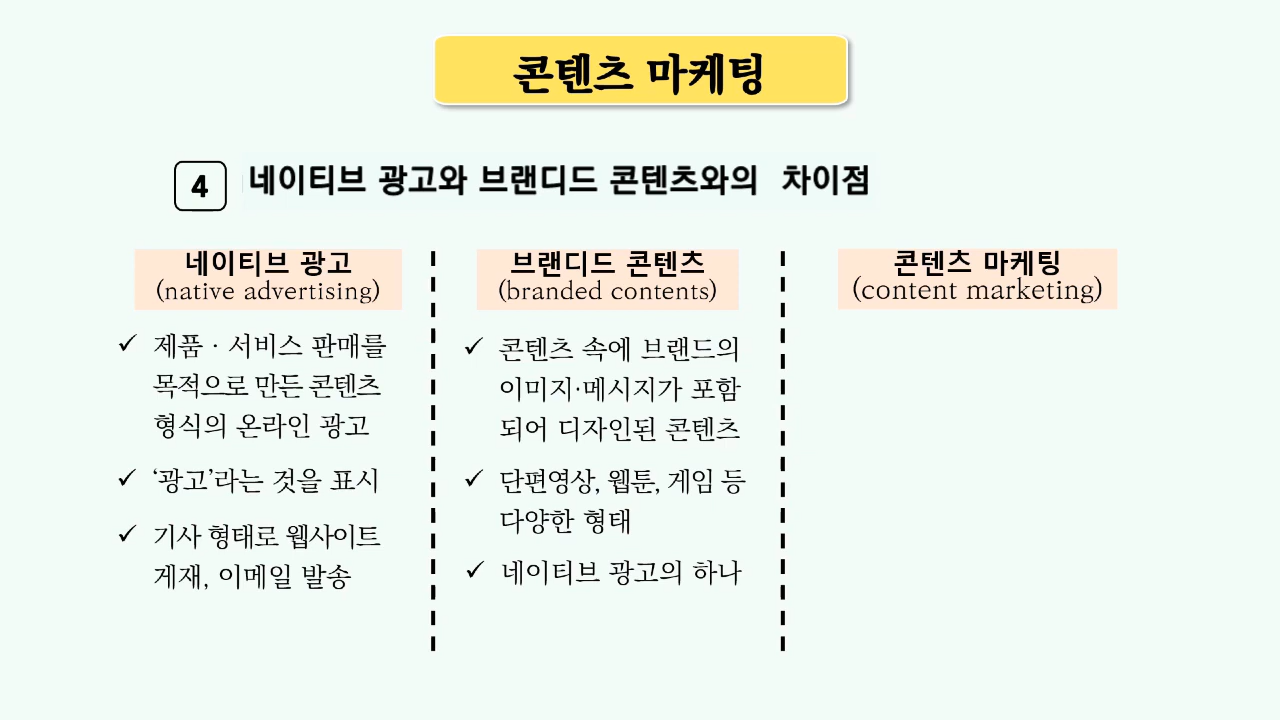 콘텐츠 마케팅
4 네이티브 광고와 브랜디드 콘텐츠와의 차이점
네이티브 광고
(native advertising)
✓ 제품 · 서비스 판매를
목적으로 만든 콘텐츠
형식의 온라인 광고
✓ ‘광고’라는 것을 표시
✓ 기사 형태로 웹사이트
게재, 이메일 발송
브랜디드 콘텐츠
(branded contents)
✓ 콘텐츠 속에 브랜드의
이미지·메시지가 포함
되어 디자인된 콘텐츠
✓ 단편영상, 웹툰, 게임 등
다양한 형태
✓ 네이티브 광고의 하나
콘텐츠 마케팅
(content marketing)